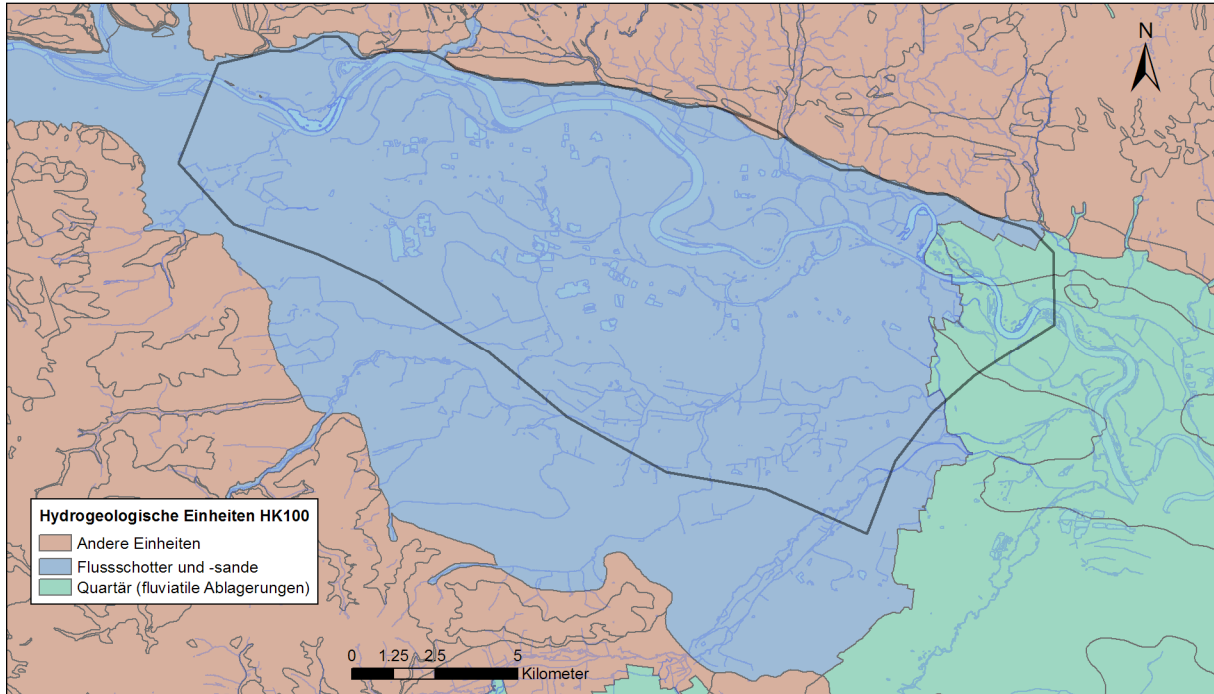 N
Hydrogeologische Einheiten HK100
Andere Einheiten
Flussschotter und -sande
Quartär (fluviatile Ablagerungen)
0 1.25 2.5 5
Kilometer